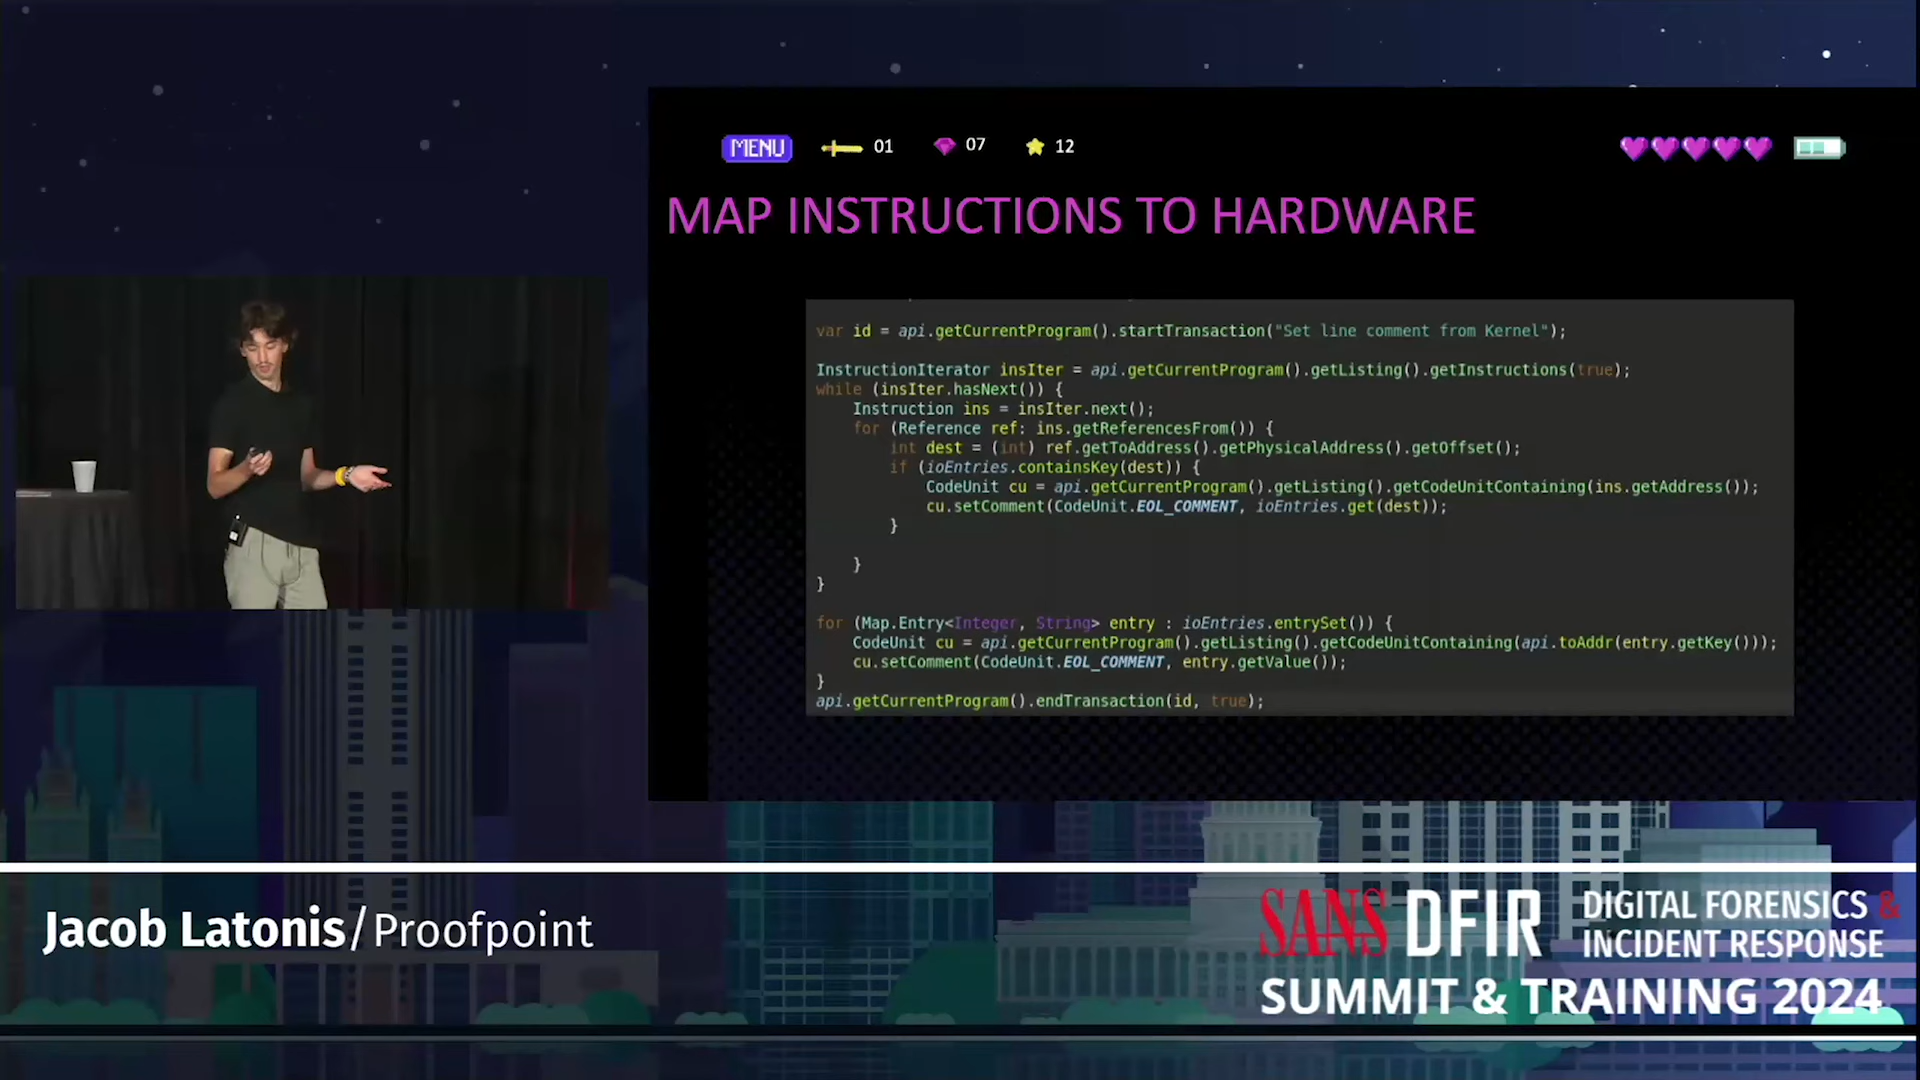 MENU 01 07 12
MAP INSTRUCTIONS TO HARDWARE
var id = api.getCurrentProgram().startTransaction("Set line comment from Kernel");
InstructionIterator insIter = api.getCurrentProgram().getListing().getInstructions(true);
while (insIter.hasNext()) {
Instruction ins = insIter.next();
for (Reference ref: ins.getReferencesFrom()) {
int dest = (int) ref.getToAddress().getPhysicalAddress().getOffset();
if (ioEntries.containsKey(dest)) {
CodeUnit cu = api.getCurrentProgram().getListing().getCodeUnitContaining(ins.getAddress());
cu.setComment(CodeUnit.EOL_COMMENT, ioEntries.get(dest));
}
}
}
for (Map.Entry<Integer, String> entry : ioEntries.entrySet()) {
CodeUnit cu = api.getCurrentProgram().getListing().getCodeUnitContaining(api.toAddr(entry.getKey()));
cu.setComment(CodeUnit.EOL_COMMENT, entry.getValue());
}
api.getCurrentProgram().endTransaction(id, true);
Jacob Latonis/Proofpoint
SANS DFIR DIGITAL FORENSICS &
INCIDENT RESPONSE
SUMMIT & TRAINING 2024